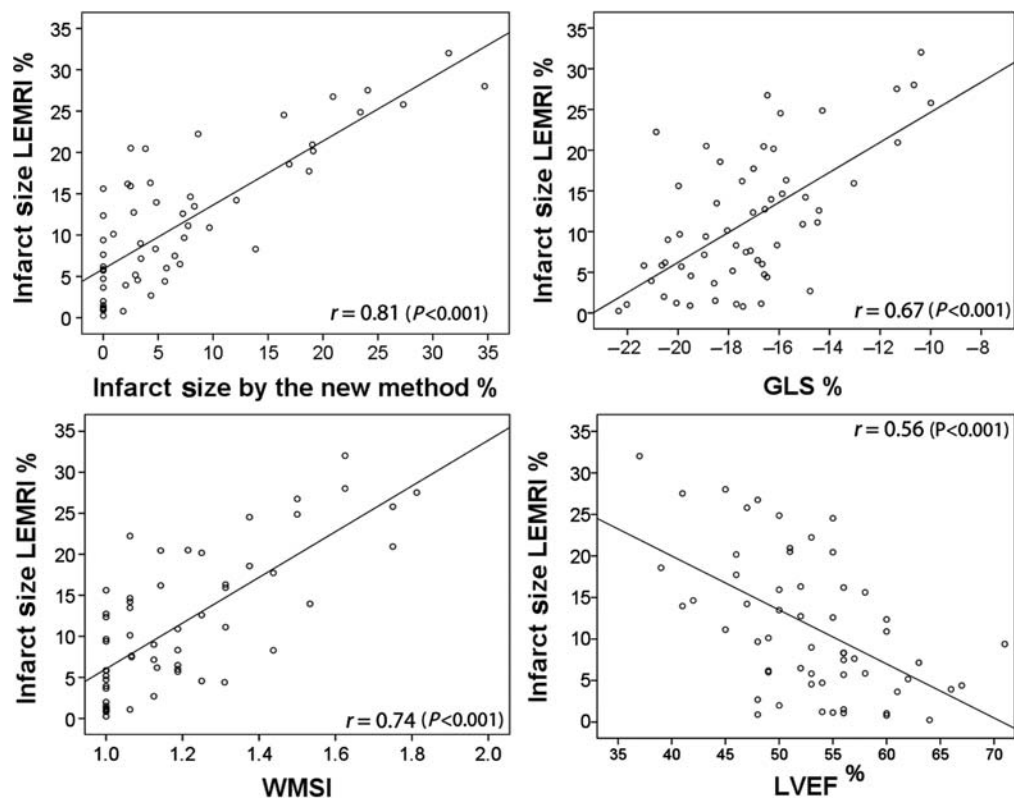 Infarct size LEMRI %
35
30
25
20
15
10
5
0
r = 0.81 (P<0.001)
0 5 10 15 20 25 30 35
Infarct size by the new method %
Infarct size LEMRI %
35
30
25
20
15
10
5
0
r = 0.67 (P<0.001)
–22 –20 –18 –16 –14 –12 –10 –8
GLS %
Infarct size LEMRI %
35
30
25
20
15
10
5
0
r = 0.74 (P<0.001)
1.0 1.2 1.4 1.6 1.8 2.0
WMSI
Infarct size LEMRI %
r = 0.56 (P<0.001)
35
30
25
20
15
10
5
0
35 40 45 50 55 60 65 70
LVEF %